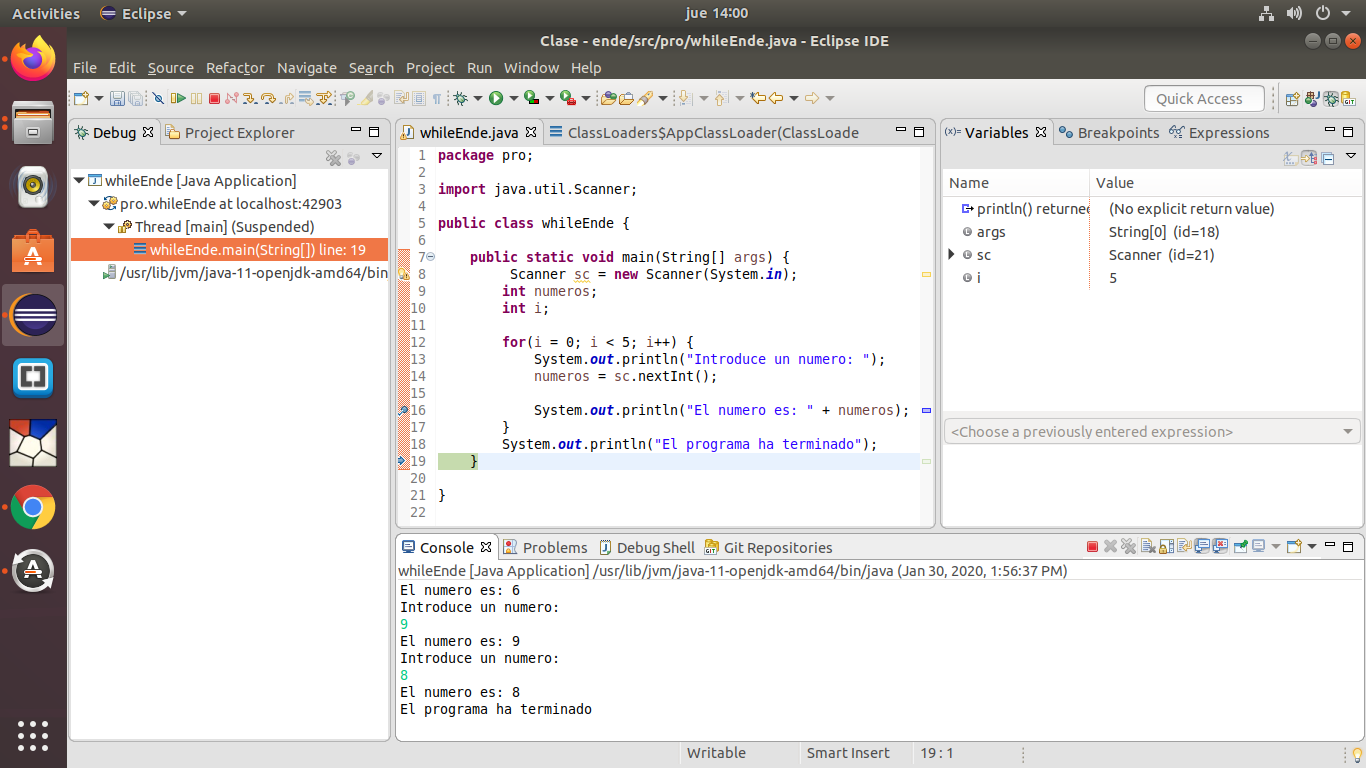 Activities
Eclipse
jue 14:00
Clase - ende/src/pro/whileEnde.java - Eclipse IDE
File Edit Source Refactor Navigate Search Project Run Window Help
Quick Access
Debug
Project Explorer
whileEnde [Java Application]
pro.whileEnde at localhost:42903
Thread [main] (Suspended)
whileEnde.main(String[]) line: 19
/usr/lib/jvm/java-11-openjdk-amd64/bin
whileEnde.java
ClassLoaders$AppClassLoader(ClassLoade
1 package pro;
2
3 import java.util.Scanner;
4
5 public class whileEnde {
6
7 public static void main(String[] args) {
8 Scanner sc = new Scanner(System.in);
9 int numeros;
10 int i;
11
12 for(i = 0; i < 5; i++) {
13 System.out.println("Introduce un numero: ");
14 numeros = sc.nextInt();
15
16 System.out.println("El numero es: " + numeros);
17 }
18 System.out.println("El programa ha terminado");
19 }
20
21 }
22
Variables
Breakpoints
Expressions
Name Value
println() returned (No explicit return value)
args String[0] (id=18)
sc Scanner (id=21)
i 5
<Choose a previously entered expression>
Console
Problems
Debug Shell
Git Repositories
whileEnde [Java Application] /usr/lib/jvm/java-11-openjdk-amd64/bin/java (Jan 30, 2020, 1:56:37 PM)
El numero es: 6
Introduce un numero:
9
El numero es: 9
Introduce un numero:
8
El numero es: 8
El programa ha terminado
Writable
Smart Insert
19 : 1